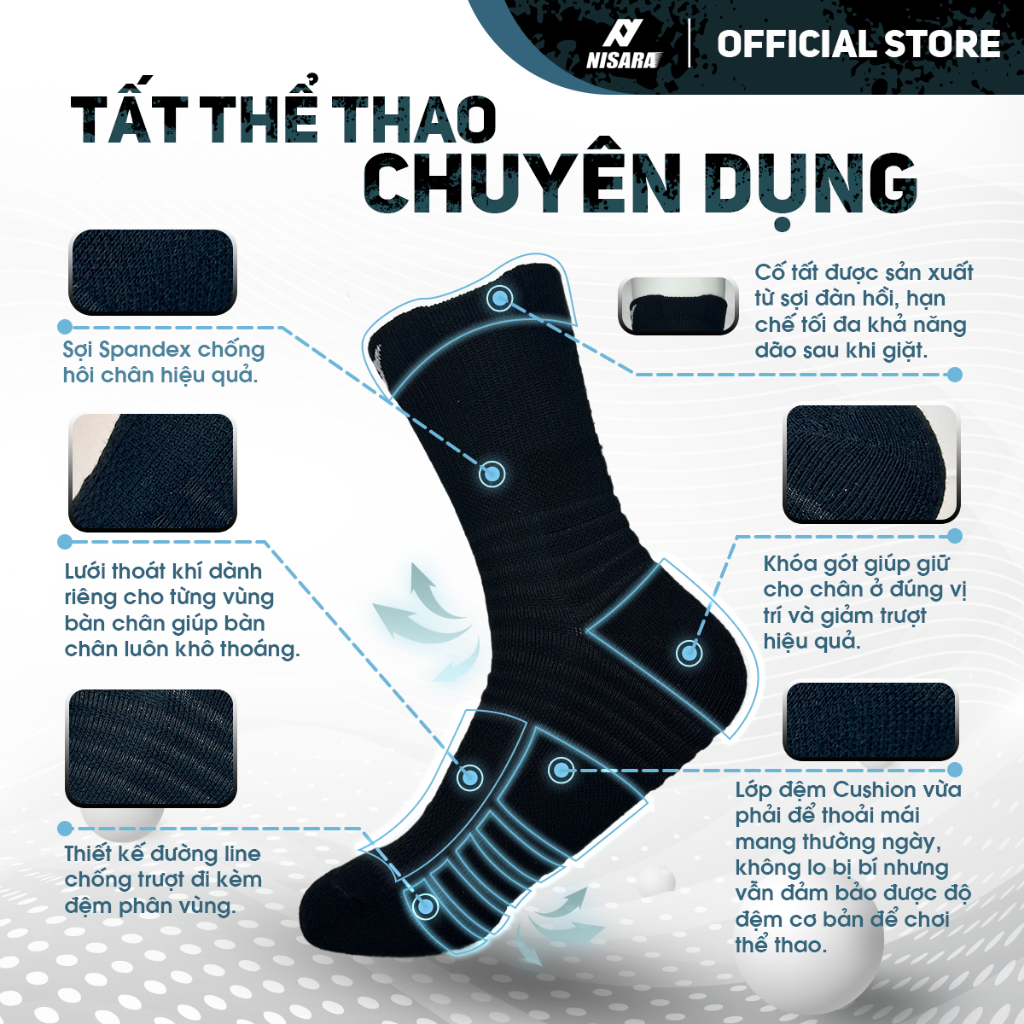 NISARA
OFFICIAL STORE
TẤT THỂ THAO
CHUYÊN DỤNG
Sợi Spandex chống
hôi chân hiệu quả.
Lưới thoát khí dành
riêng cho từng vùng
bàn chân giúp bàn
chân luôn khô thoáng.
Thiết kế đường line
chống trượt đi kèm
đệm phân vùng.
Cổ tất được sản xuất
từ sợi đàn hồi, hạn
chế tối đa khả năng
dão sau khi giặt.
Khóa gót giúp giữ
cho chân ở đúng vị
trí và giảm trượt
hiệu quả.
Lớp đệm Cushion vừa
phải để thoải mái
mang thường ngày,
không lo bị bí nhưng
vẫn đảm bảo được độ
đệm cơ bản để chơi
thể thao.